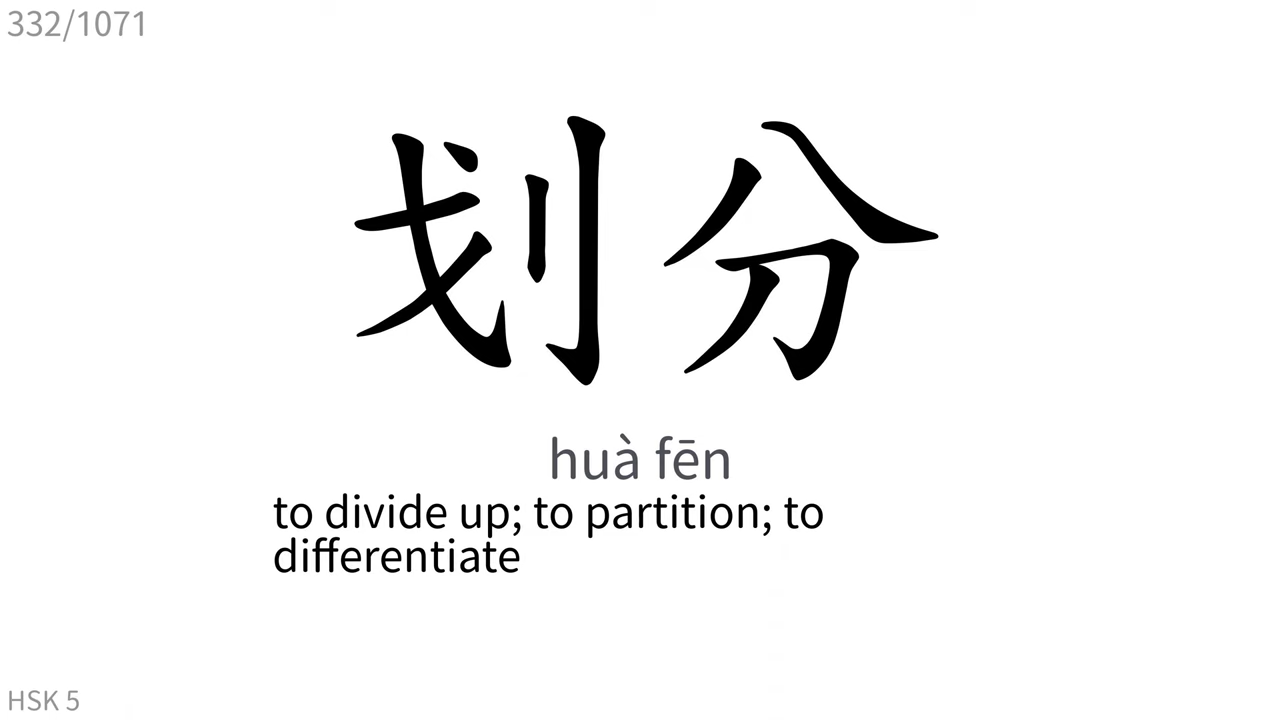 332/1071
划分
huà fēn
to divide up; to partition; to
differentiate
HSK 5